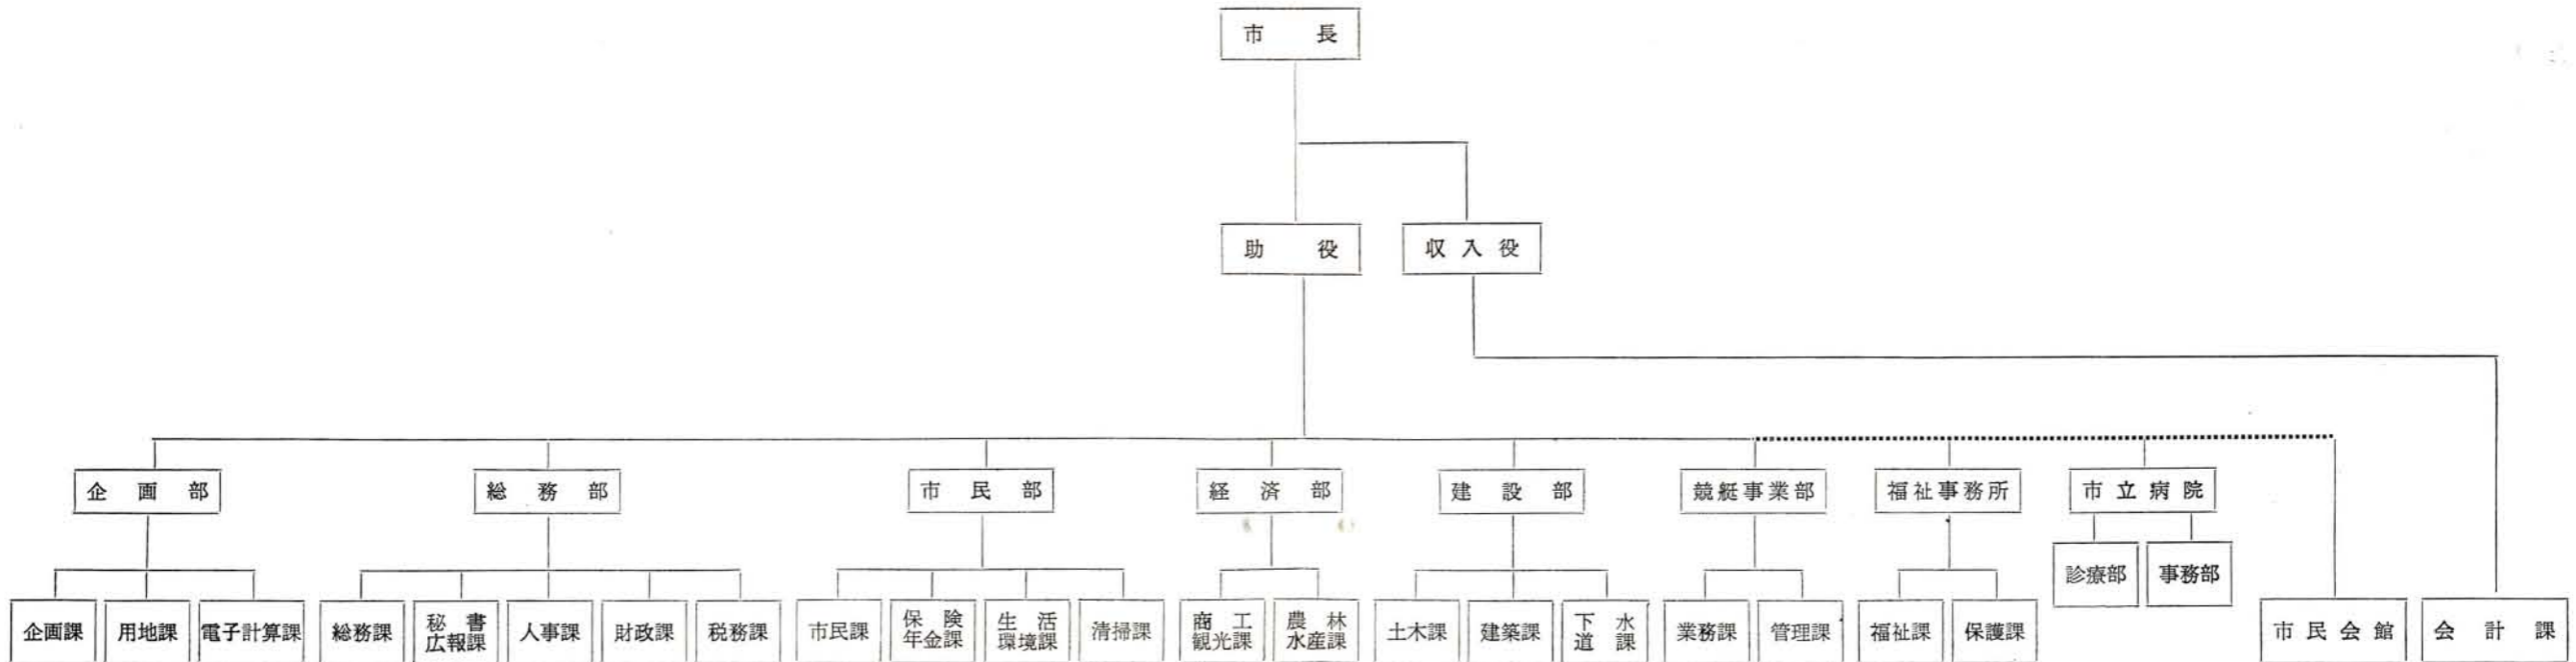 市長
助役
収入役
企画部
総務部
市民部
経済部
建設部
競艇事業部
福祉事務所
市立病院
診療部
事務部
企画課
用地課
電子計算課
総務課
秘書
広報課
人事課
財政課
税務課
市民課
保険
年金課
生活
環境課
清掃課
商工
観光課
農林
水産課
土木課
建築課
下水
道課
業務課
管理課
福祉課
保護課
市民会館
会計課